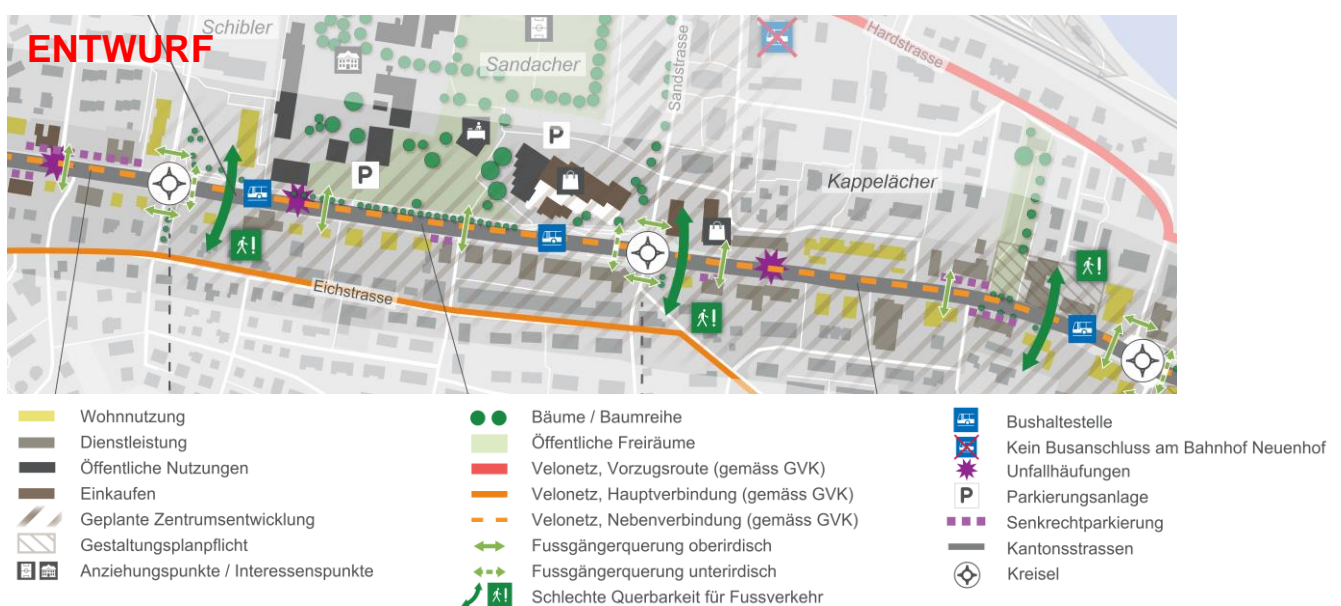 ENTWURF
Schibler
Sandacher
Sandstrasse
Hardstrasse
P
P
Kappelächer
Eichstrasse
Wohnnutzung
Dienstleistung
Öffentliche Nutzungen
Einkaufen
Geplante Zentrumsentwicklung
Gestaltungsplanpflicht
Anziehungspunkte / Interessenspunkte
Bäume / Baumreihe
Öffentliche Freiräume
Velonetz, Vorzugsroute (gemäss GVK)
Velonetz, Hauptverbindung (gemäss GVK)
Velonetz, Nebenverbindung (gemäss GVK)
Fussgängerquerung oberirdisch
Fussgängerquerung unterirdisch
Schlechte Querbarkeit für Fussverkehr
Bushaltestelle
Kein Busanschluss am Bahnhof Neuenhof
Unfallhäufungen
P Parkierungsanlage
Senkrechtparkierung
Kantonsstrassen
Kreisel